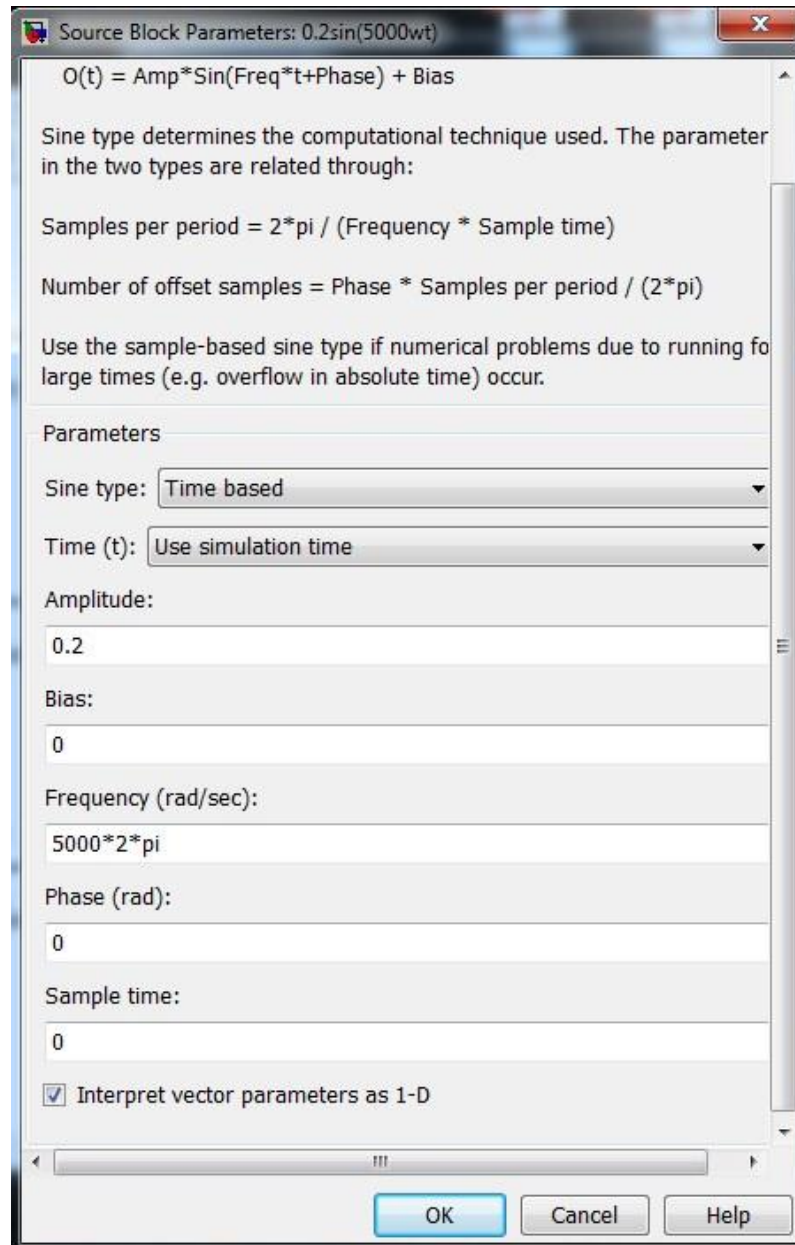 Source Block Parameters: 0.2sin(5000wt)
O(t) = Amp*Sin(Freq*t+Phase) + Bias
Sine type determines the computational technique used. The parameter
in the two types are related through:
Samples per period = 2*pi / (Frequency * Sample time)
Number of offset samples = Phase * Samples per period / (2*pi)
Use the sample-based sine type if numerical problems due to running fo
large times (e.g. overflow in absolute time) occur.
Parameters
Sine type: Time based
Time (t): Use simulation time
Amplitude:
0.2
Bias:
0
Frequency (rad/sec):
5000*2*pi
Phase (rad):
0
Sample time:
0
Interpret vector parameters as 1-D
OK Cancel Help